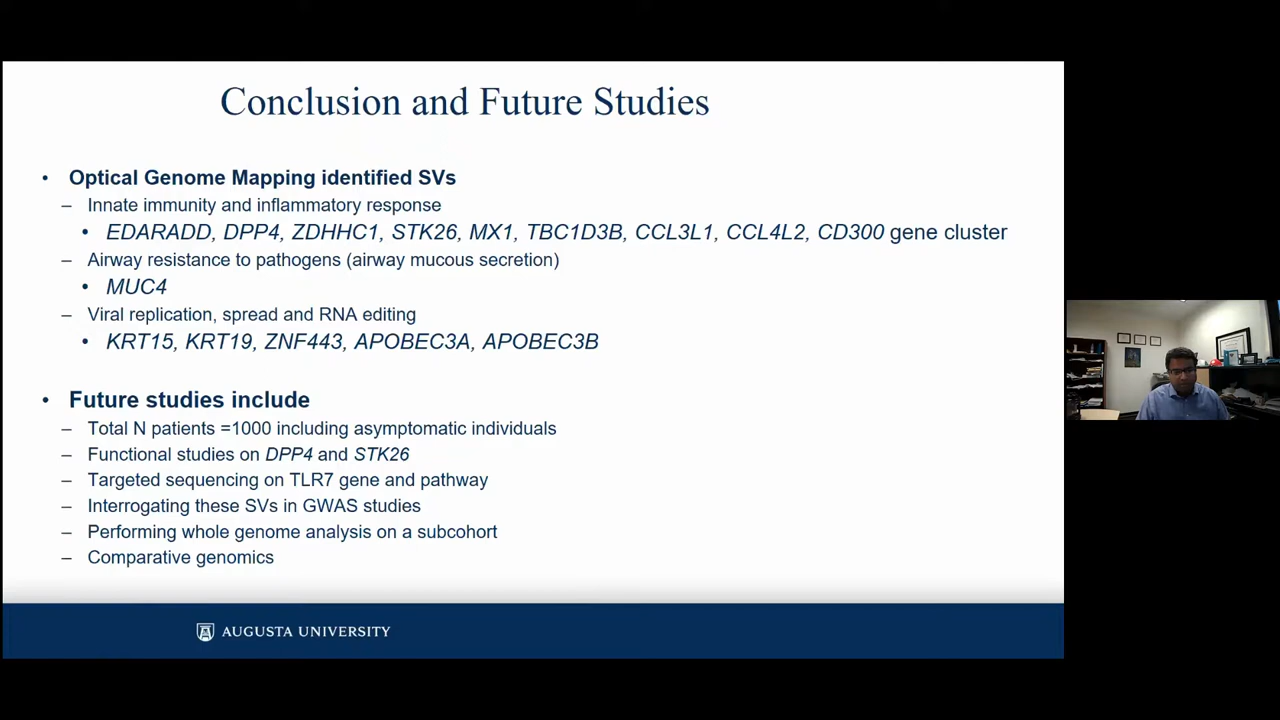 Conclusion and Future Studies
• Optical Genome Mapping identified SVs
– Innate immunity and inflammatory response
• EDARADD, DPP4, ZDHHC1, STK26, MX1, TBC1D3B, CCL3L1, CCL4L2, CD300 gene cluster
– Airway resistance to pathogens (airway mucous secretion)
• MUC4
– Viral replication, spread and RNA editing
• KRT15, KRT19, ZNF443, APOBEC3A, APOBEC3B
• Future studies include
– Total N patients =1000 including asymptomatic individuals
– Functional studies on DPP4 and STK26
– Targeted sequencing on TLR7 gene and pathway
– Interrogating these SVs in GWAS studies
– Performing whole genome analysis on a subcohort
– Comparative genomics
AUGUSTA UNIVERSITY